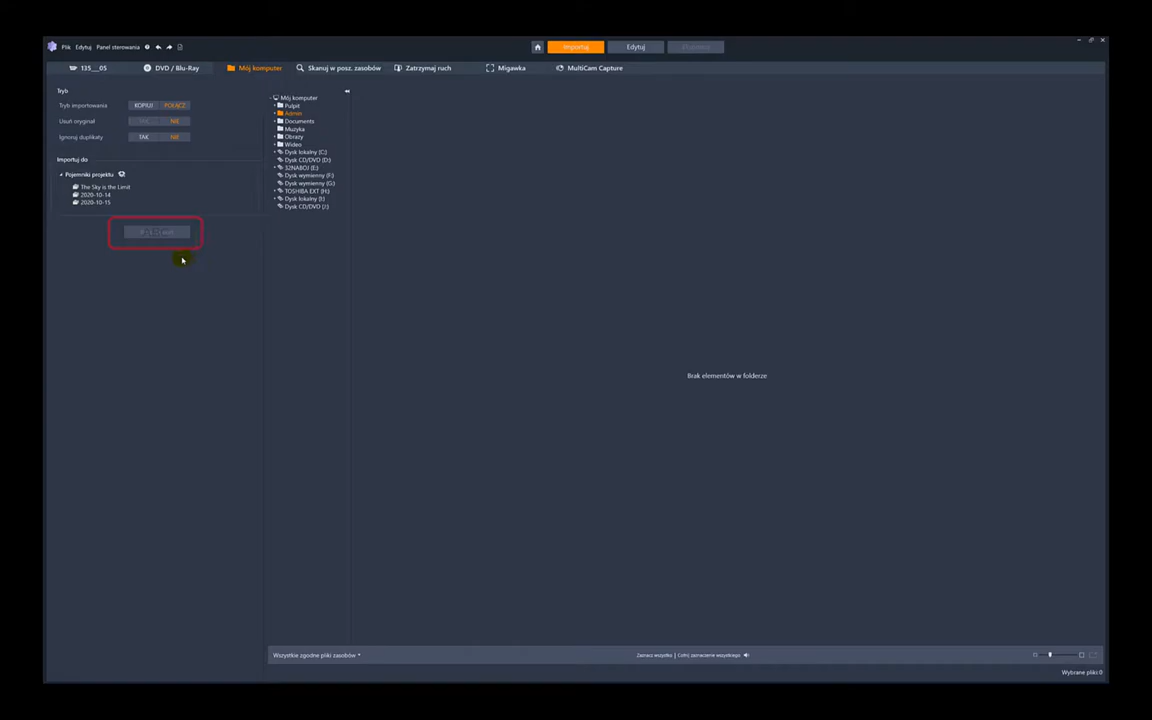 Plik Edytuj Panel sterowania
Importuj Edytuj
135__05 DVD / Blu-Ray Mój komputer Skanuj w posz. zasobów Zatrzymaj ruch Migawka MultiCam Capture
Tryb
Tryb importowania KOPIUJ POŁĄCZ
Usuń oryginał TAK NIE
Ignoruj duplikaty TAK NIE
Importuj do
Pojemniki projektu
The Sky is the Limit
2020-10-14
2020-10-15
Mój komputer
Pulpit
Admin
Documents
Muzyka
Obrazy
Wideo
Dysk lokalny (C:)
Dysk CD/DVD (D:)
32NABOJ (E:)
Dysk wymienny (F:)
Dysk wymienny (G:)
TOSHIBA EXT (H:)
Dysk lokalny (I:)
Dysk CD/DVD (J:)
Brak elementów w folderze
Wszystkie zgodne pliki zasobów
Zaznacz wszystko | Cofnij zaznaczenie wszystkiego
Wybrane pliki:0